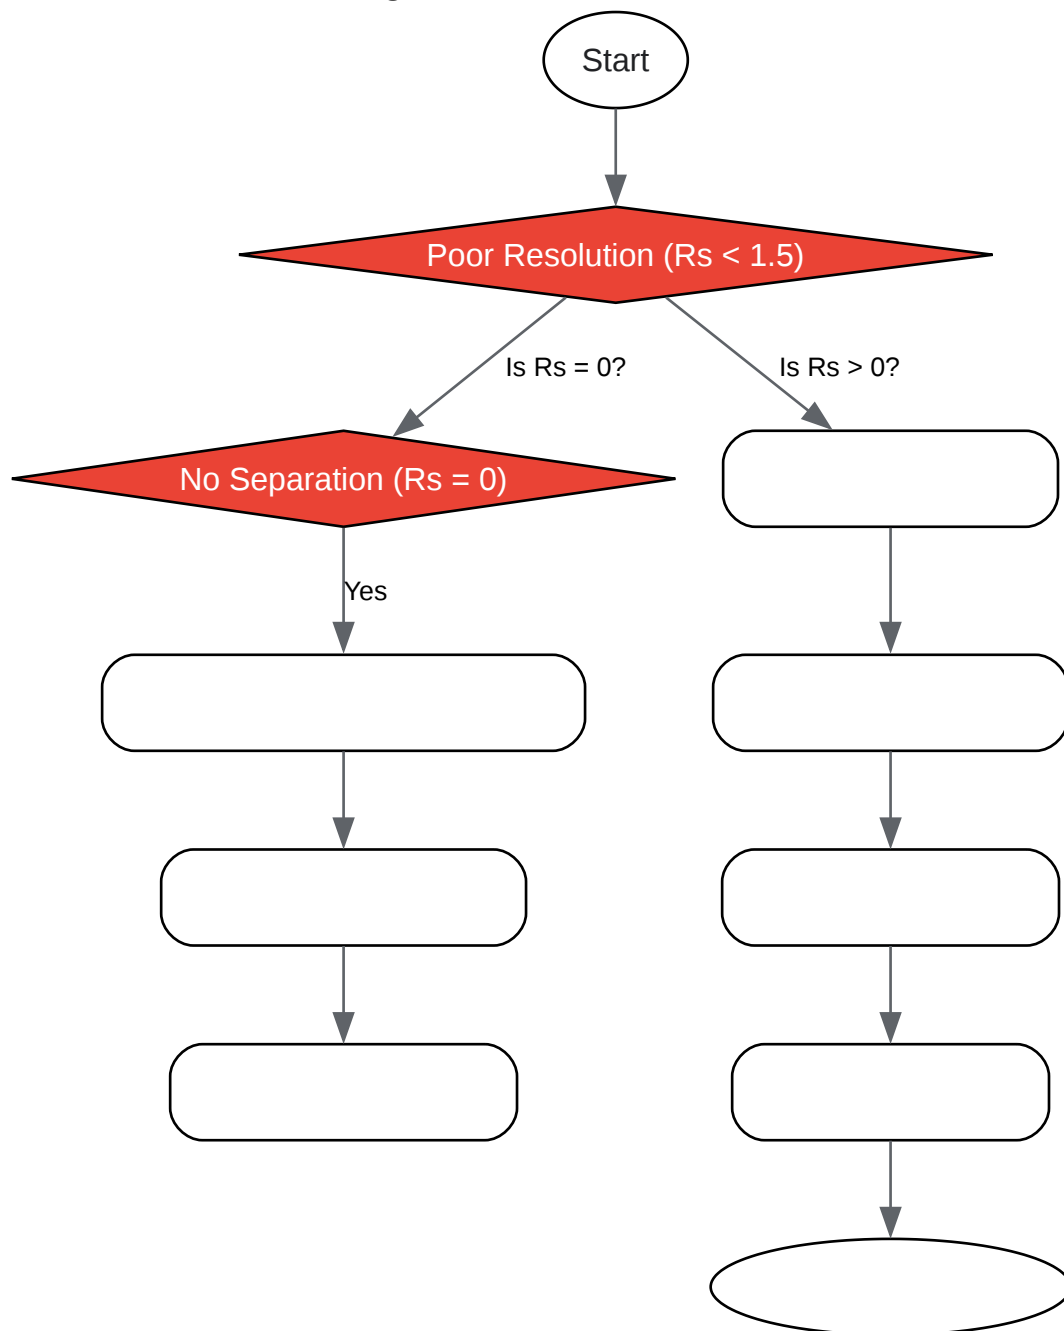 Start
Poor Resolution (Rs < 1.5)
Is Rs = 0?
Is Rs > 0?
No Separation (Rs = 0)
Yes